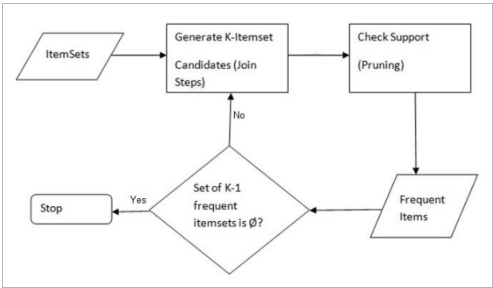 ItemSets
Generate K-Itemset
Candidates (Join
Steps)
Check Support
(Pruning)
No
Set of K-1
frequent
itemsets is Ø?
Yes
Stop
Frequent
Items